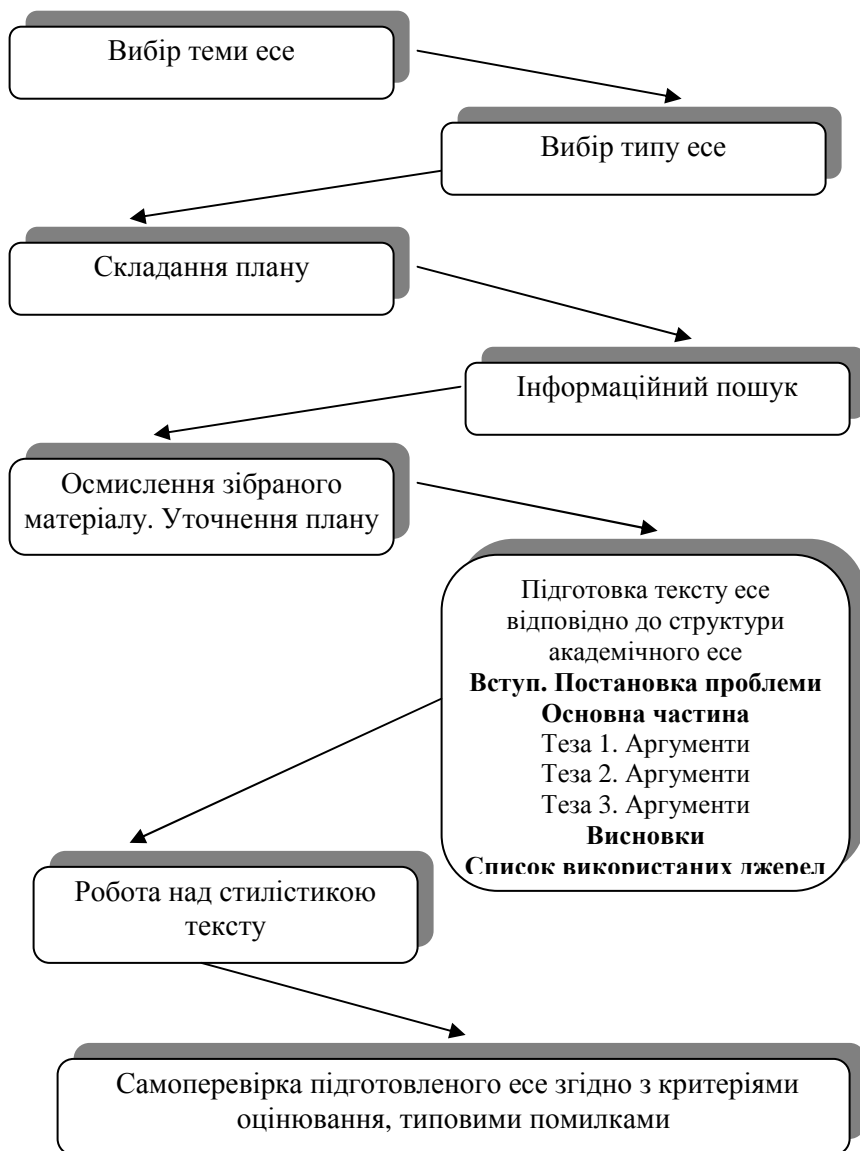 Вибір теми есе
Вибір типу есе
Складання плану
Інформаційний пошук
Осмислення зібраного
матеріалу. Уточнення плану
Підготовка тексту есе
відповідно до структури
академічного есе
Вступ. Постановка проблеми
Основна частина
Теза 1. Аргументи
Теза 2. Аргументи
Теза 3. Аргументи
Висновки
Список використаних джерел
Робота над стилістикою
тексту
Самоперевірка підготовленого есе згідно з критеріями
оцінювання, типовими помилками